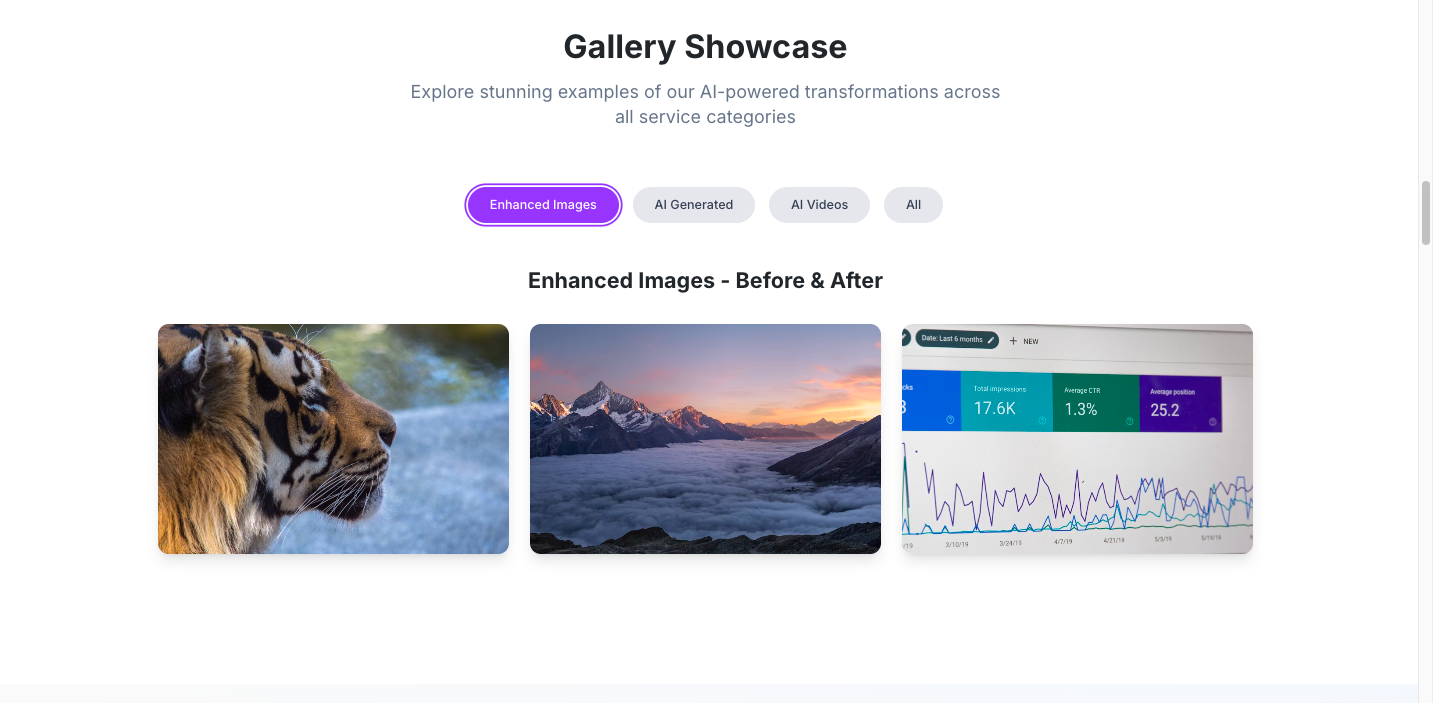 Gallery Showcase
Explore stunning examples of our AI-powered transformations across
all service categories
Enhanced Images
AI Generated
AI Videos
All
Enhanced Images - Before & After
Date: Last 6 months
+ NEW
cks
Total impressions
Average CTR
Average position
3
17.6K
1.3%
25.2
/19
3/10/19
3/24/19
4/7/19
4/21/19
5/5/19
5/19/19